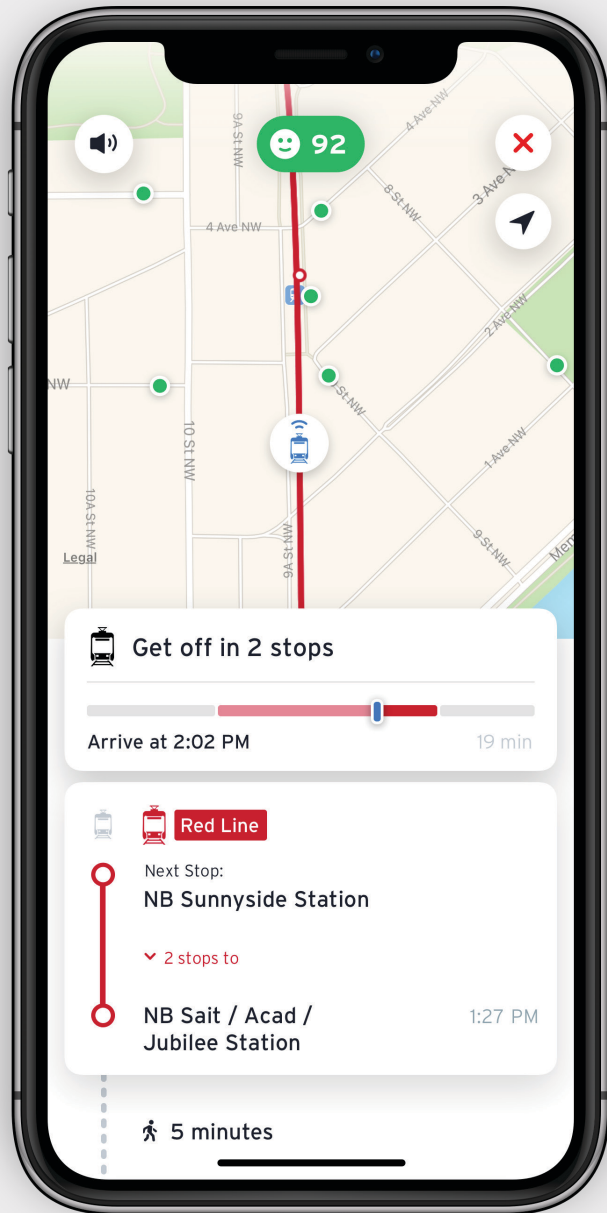 9A St NW
92
4 Ave NW
3 Ave N
8 St NW
4 Ave NW
2 Ave NW
NW
St NW
10 St NW
1 Ave NW
10A St NW
9A St NW
9 St NW
Mem
Legal
Get off in 2 stops
Arrive at 2:02 PM
19 min
Red Line
Next Stop:
NB Sunnyside Station
2 stops to
NB Sait / Acad /
Jubilee Station
1:27 PM
5 minutes